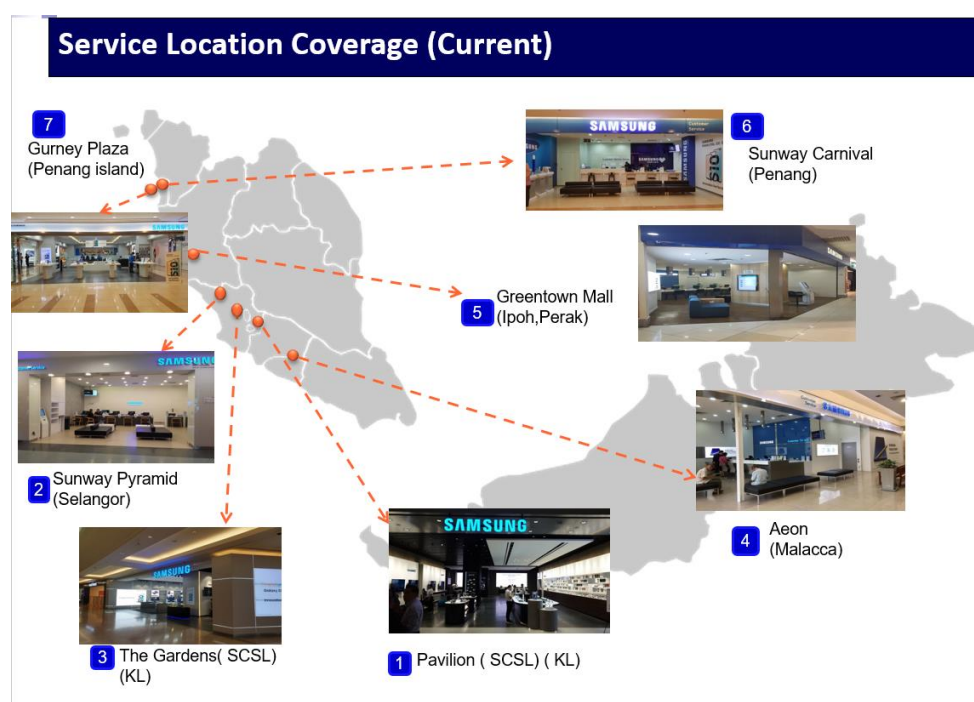 Service Location Coverage (Current)
7
Gurney Plaza
(Penang island)
SAMSUNG
6
Sunway Carnival
(Penang)
SAMSUNG
5
Greentown Mall
(Ipoh,Perak)
SAMSUNG
2
Sunway Pyramid
(Selangor)
4
Aeon
(Malacca)
SAMSUNG
3
The Gardens( SCSL)
(KL)
SAMSUNG
1
Pavilion ( SCSL) ( KL)